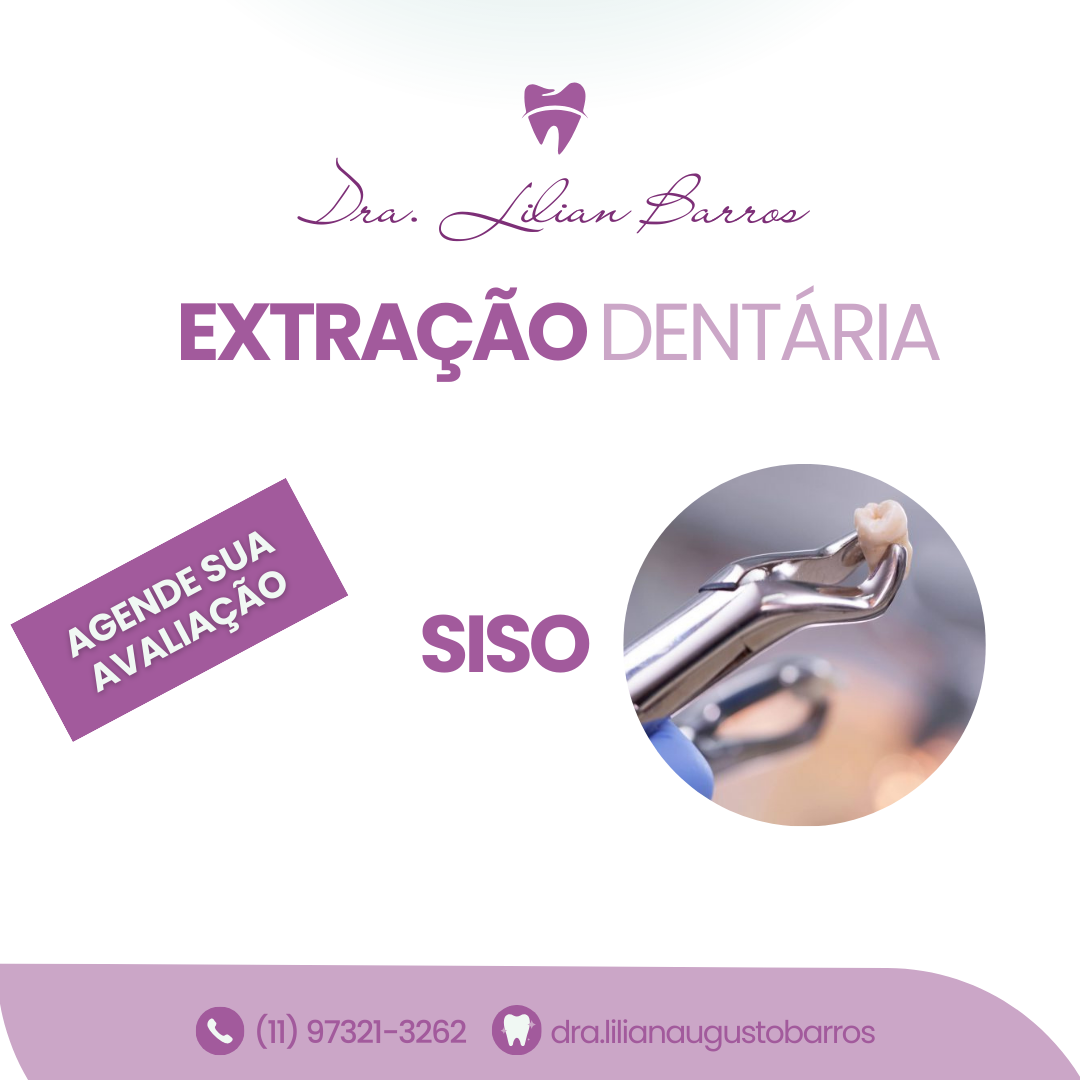 Dra. Lilian Barros
EXTRAÇÃO DENTÁRIA
AGENDE SUA
AVALIAÇÃO
SISO
(11) 97321-3262
dra.lilianaugustobarros